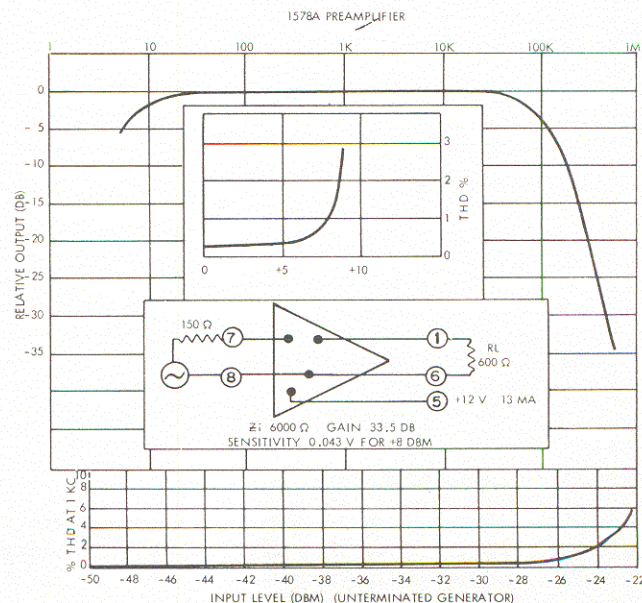 1578A PREAMPLIFIER
1 10 100 1K 10K 100K 1M
0
-5
-10
-15
-20
-25
-30
-35
RELATIVE OUTPUT (DB)
3
2
1
0
THD %
0 +5 +10
150 Ω
7
8
1
6
5
RL
600 Ω
+12 V 13 MA
Zi 6000 Ω GAIN 33.5 DB
SENSITIVITY 0.043 V FOR +8 DBM
% THD AT 1 KC
10
8
6
4
2
0
-50 -48 -46 -44 -42 -40 -38 -36 -34 -32 -30 -28 -26 -24 -22
INPUT LEVEL (DBM) (UNTERMINATED GENERATOR)